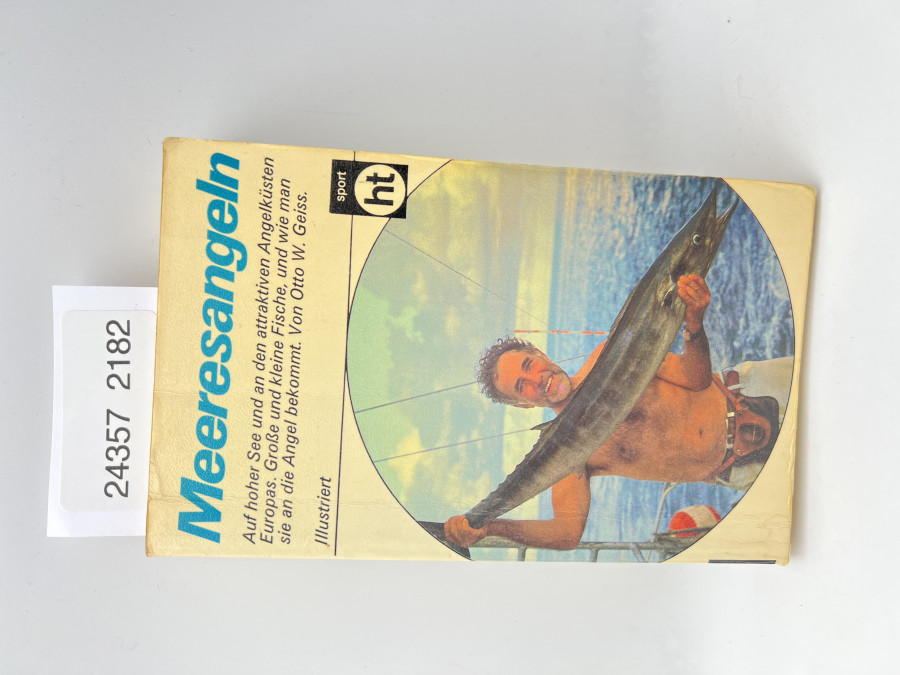 Meeresangeln
Auf hoher See und an den attraktiven Angelküsten
Europas. Große und kleine Fische, und wie man
sie an die Angel bekommt. Von Otto W. Geiss.
Illustriert
sport
ht
24357 2182